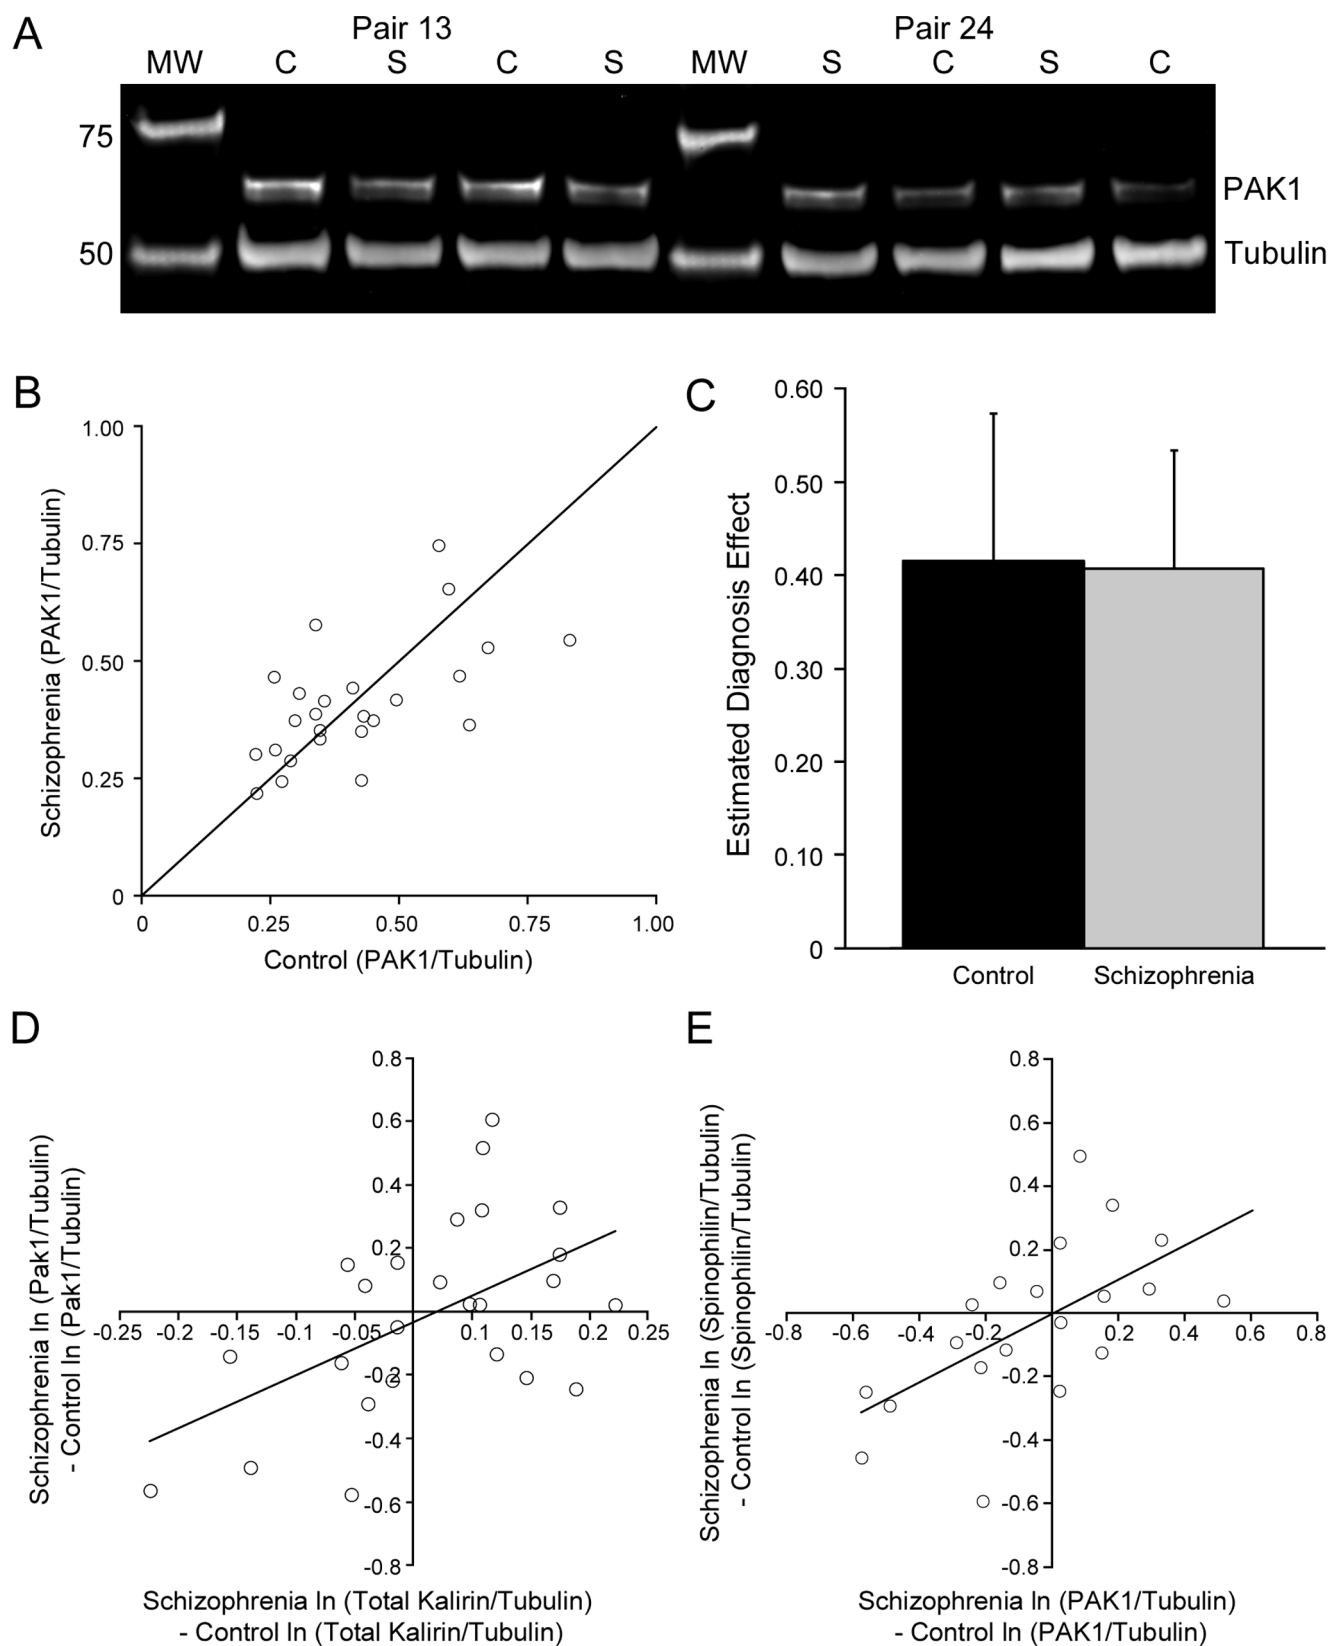 A
Pair 13
Pair 24
MW C S C S MW S C S C
75
PAK1
50
Tubulin
B
1.00
0.75
0.50
0.25
0
0 0.25 0.50 0.75 1.00
Schizophrenia (PAK1/Tubulin)
Control (PAK1/Tubulin)
C
0.60
0.50
0.40
0.30
0.20
0.10
0
Estimated Diagnosis Effect
Control Schizophrenia
D
0.8
0.6
0.4
0.2
-0.2
-0.4
-0.6
-0.8
-0.25 -0.2 -0.15 -0.1 -0.05 0.1 0.15 0.2 0.25
Schizophrenia ln (Pak1/Tubulin)
- Control ln (Pak1/Tubulin)
Schizophrenia ln (Total Kalirin/Tubulin)
- Control ln (Total Kalirin/Tubulin)
E
0.8
0.6
0.4
0.2
-0.2
-0.4
-0.6
-0.8
-0.8 -0.6 -0.4 -0.2 0.2 0.4 0.6 0.8
Schizophrenia ln (Spinophilin/Tubulin)
- Control ln (Spinophilin/Tubulin)
Schizophrenia ln (PAK1/Tubulin)
- Control ln (PAK1/Tubulin)